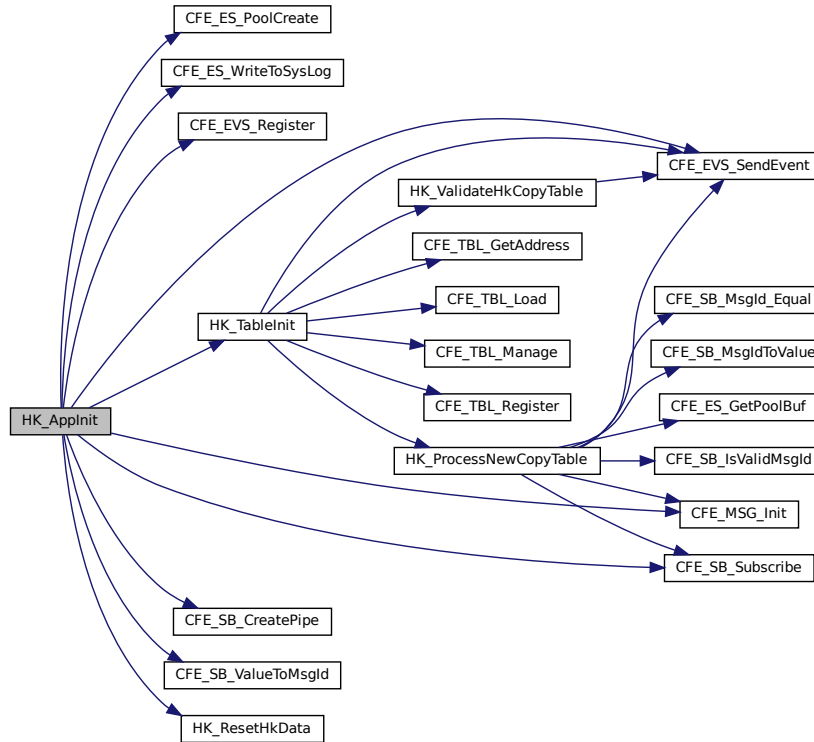 CFE_ES_PoolCreate
CFE_ES_WriteToSysLog
CFE_EVS_Register
CFE_EVS_SendEvent
HK_ValidateHkCopyTable
CFE_TBL_GetAddress
CFE_TBL_Load
CFE_SB_MsgId_Equal
HK_TableInit
CFE_TBL_Manage
CFE_SB_MsgIdToValue
CFE_TBL_Register
CFE_ES_GetPoolBuf
HK_AppInit
HK_ProcessNewCopyTable
CFE_SB_IsValidMsgId
CFE_MSG_Init
CFE_SB_Subscribe
CFE_SB_CreatePipe
CFE_SB_ValueToMsgId
HK_ResetHkData